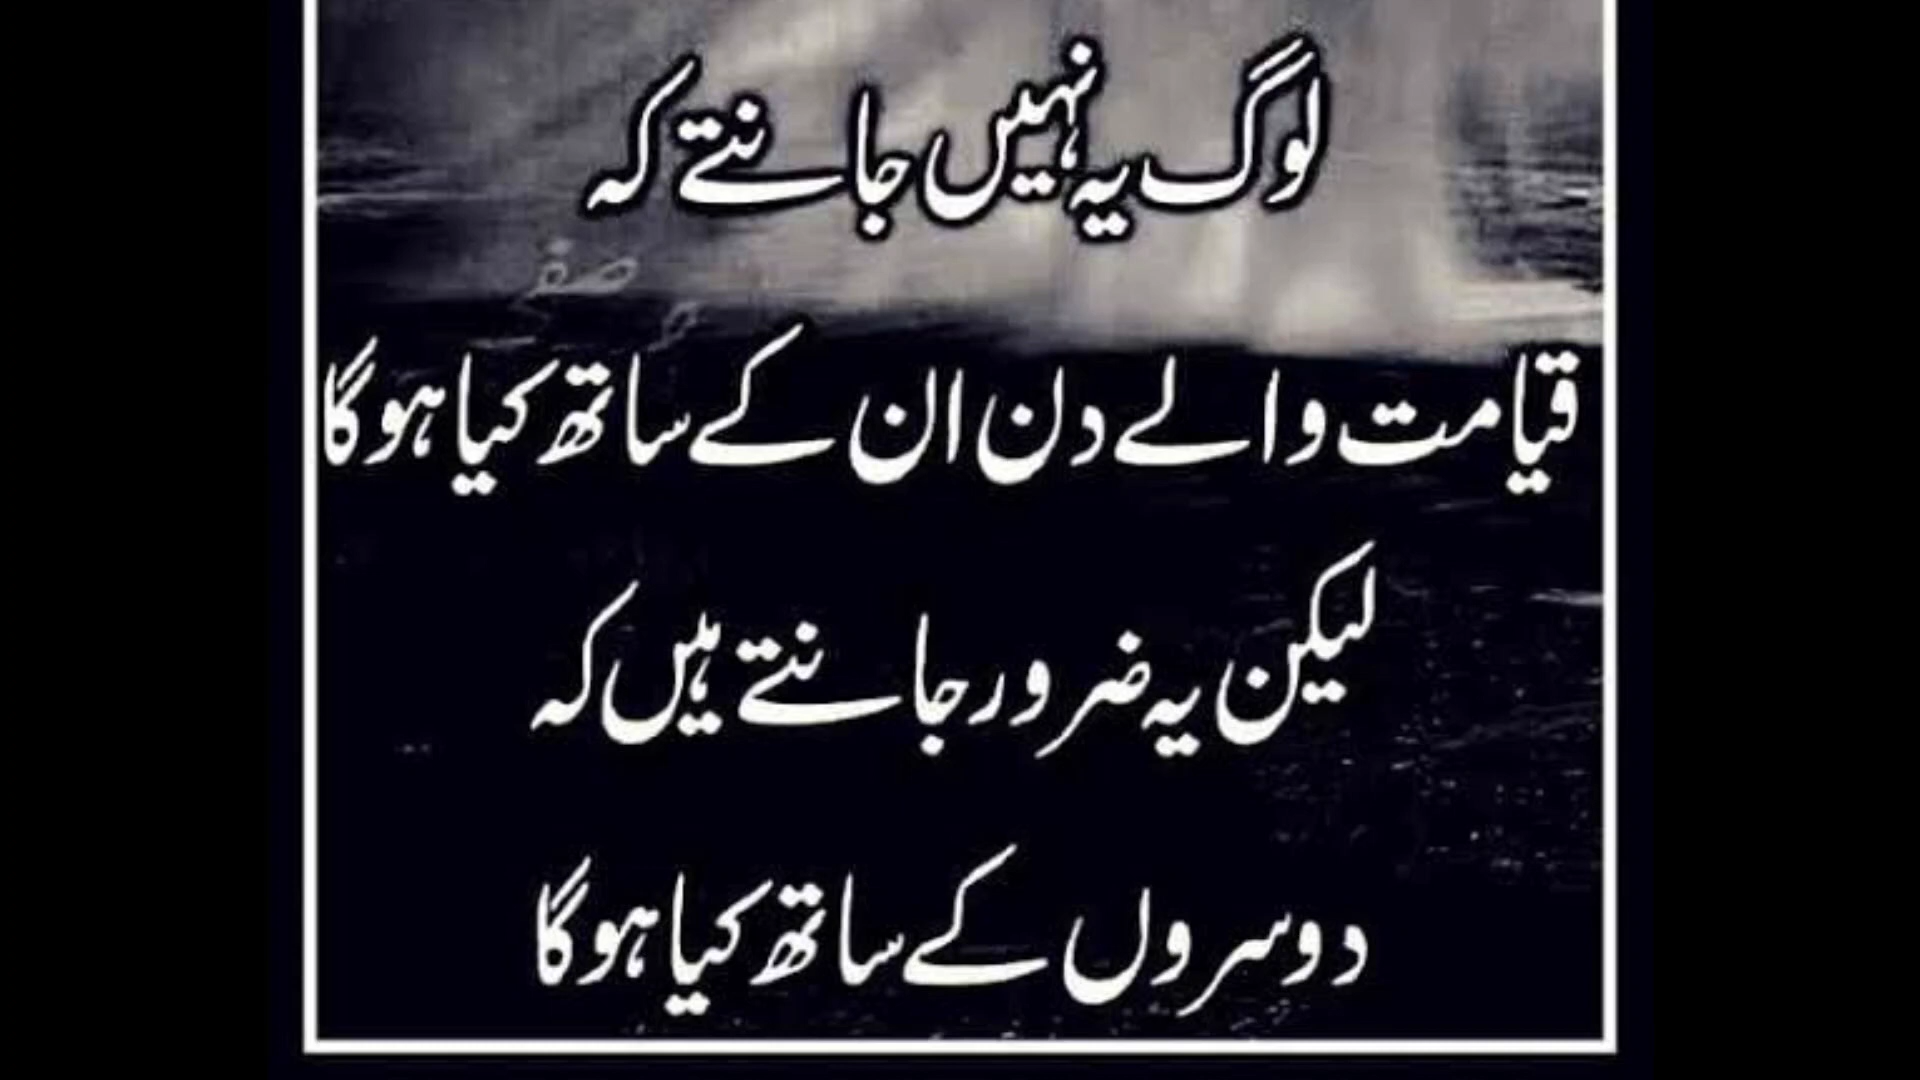 لوگ یہ نہیں جانتے کہ
قیامت والے دن ان کے ساتھ کیا ہوگا
لیکن یہ ضرور جانتے ہیں کہ
دوسروں کے ساتھ کیا ہوگا